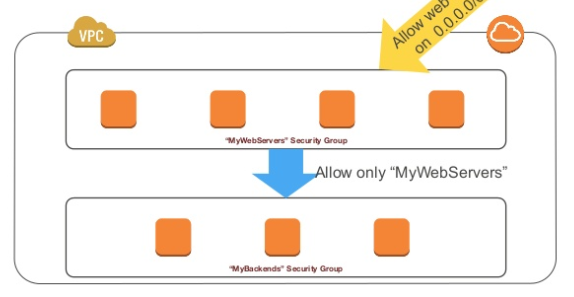 VPC
Allow web
on 0.0.0.0/
"MyWebServers" Security Group
Allow only "MyWebServers"
"MyBackends" Security Group